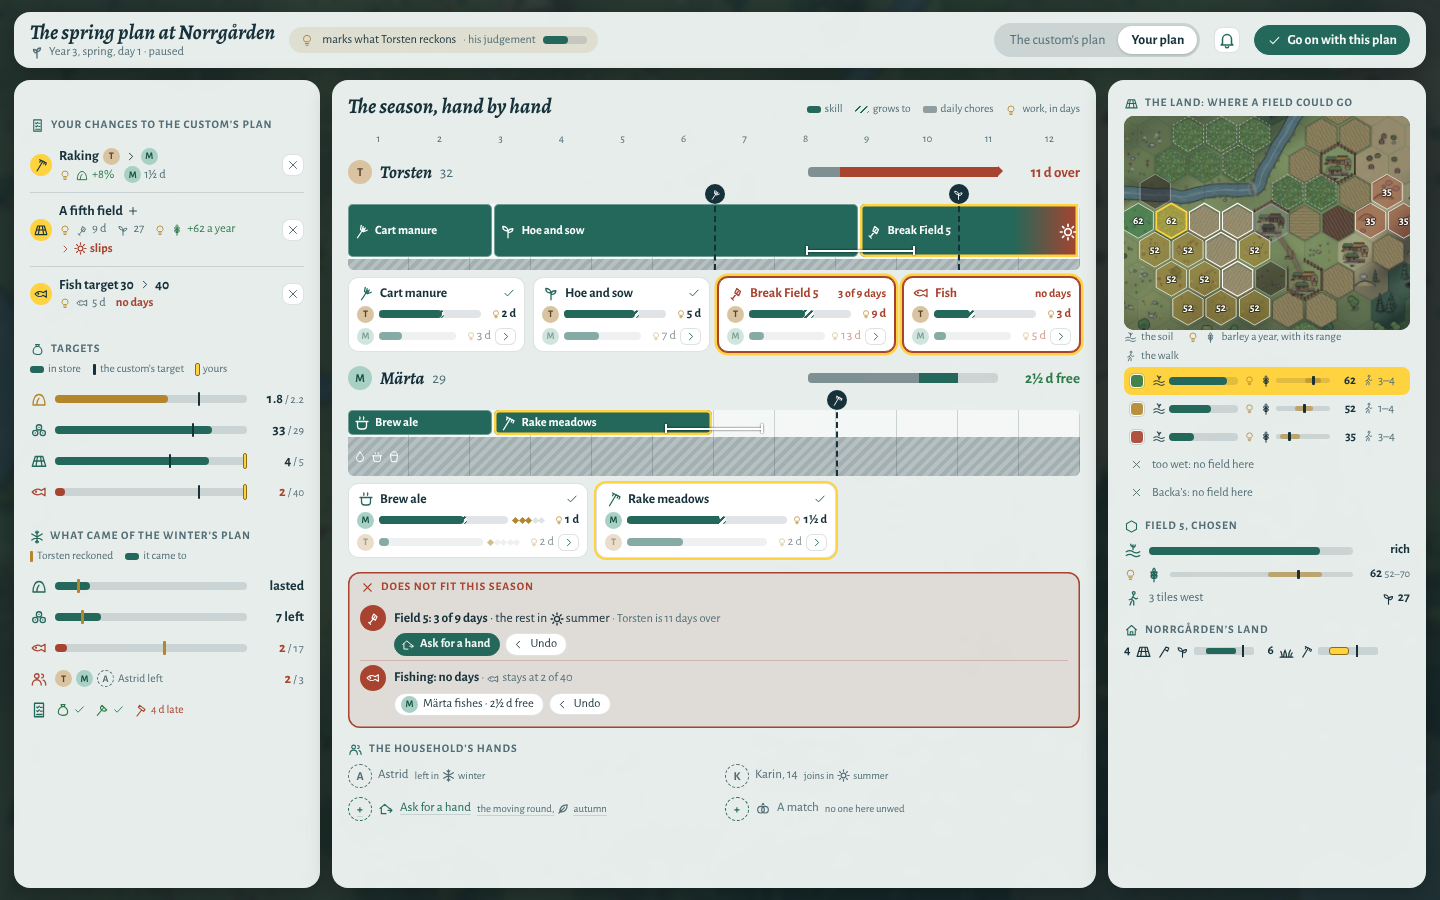 The spring plan at Norrgården
Year 3, spring, day 1 · paused
marks what Torsten reckons · his judgement
The custom's plan
Your plan
Go on with this plan
YOUR CHANGES TO THE CUSTOM'S PLAN
Raking T > M
+8% M 1½ d
A fifth field +
9 d 27 +62 a year
> slips
Fish target 30 > 40
5 d no days
TARGETS
in store the custom's target yours
1.8 / 2.2
33 / 29
4 / 5
2 / 40
WHAT CAME OF THE WINTER'S PLAN
Torsten reckoned it came to
lasted
7 left
2 / 17
T M A Astrid left 2 / 3
4 d late
The season, hand by hand
skill grows to daily chores work, in days
1 2 3 4 5 6 7 8 9 10 11 12
T Torsten 32 11 d over
Cart manure Hoe and sow Break Field 5
Cart manure
T 2 d
M 3 d
Hoe and sow
T 5 d
M 7 d
Break Field 5 3 of 9 days
T 9 d
M 13 d
Fish no days
T 3 d
M 5 d
M Märta 29 2½ d free
Brew ale Rake meadows
Brew ale
M 1 d
T 2 d
Rake meadows
M 1½ d
T 2 d
DOES NOT FIT THIS SEASON
Field 5: 3 of 9 days · the rest in summer · Torsten is 11 days over
Ask for a hand Undo
Fishing: no days · stays at 2 of 40
M Märta fishes · 2½ d free Undo
THE HOUSEHOLD'S HANDS
A Astrid left in winter
K Karin, 14 joins in summer
+ Ask for a hand the moving round, autumn
+ A match no one here unwed
THE LAND: WHERE A FIELD COULD GO
35
62 62 35 35
52 52
52 52 52
52 52 52
the soil barley a year, with its range
the walk
62 3–4
52 1–4
35 3–4
too wet: no field here
Backa's: no field here
FIELD 5, CHOSEN
rich
62 52–70
3 tiles west 27
NORRGÅRDEN'S LAND
4 6